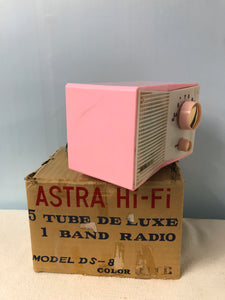 ASTRA Hi-Fi
5 TUBE DE LUXE
1 BAND RADIO
MODEL DS-8
COLOR